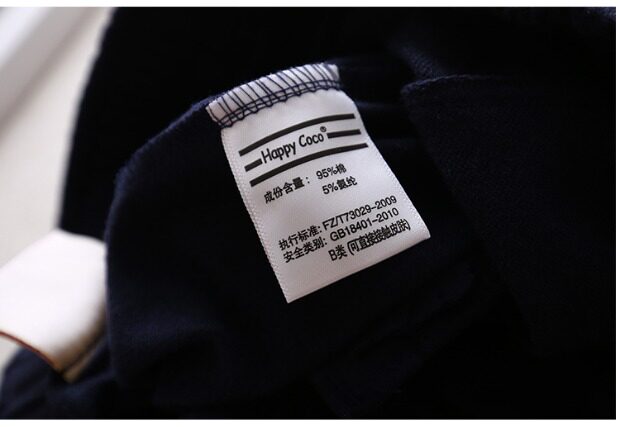 Happy Coco®
成份含量：95%棉
5%氨纶
执行标准:FZ/T73029-2009
安全类别:GB18401-2010
B类(可直接接触皮肤)